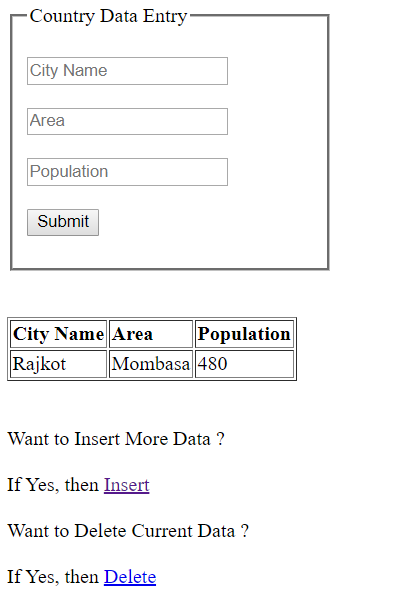 Country Data Entry
City Name
Area
Population
Submit
City Name Area Population
Rajkot Mombasa 480
Want to Insert More Data ?
If Yes, then Insert
Want to Delete Current Data ?
If Yes, then Delete